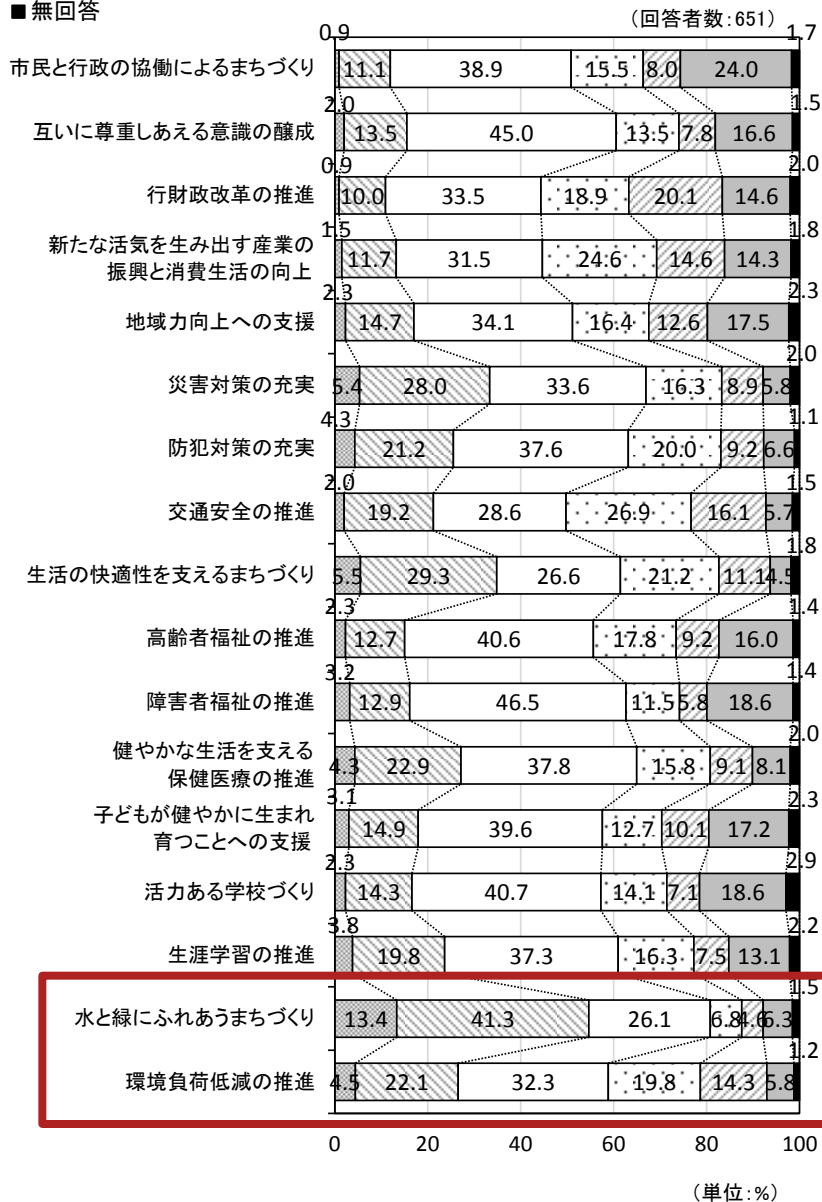 ■無回答
（回答者数：651）
0.9 1.7
市民と行政の協働によるまちづくり 11.1 38.9 15.5 8.0 24.0
2.0 1.5
互いに尊重しあえる意識の醸成 13.5 45.0 13.5 7.8 16.6
0.9 2.0
行財政改革の推進 10.0 33.5 18.9 20.1 14.6
1.5 1.8
新たな活気を生み出す産業の
振興と消費生活の向上 11.7 31.5 24.6 14.6 14.3
2.3 2.3
地域力向上への支援 14.7 34.1 16.4 12.6 17.5
2.0
災害対策の充実 5.4 28.0 33.6 16.3 8.9 5.8
4.3 1.1
防犯対策の充実 21.2 37.6 20.0 9.2 6.6
2.0 1.5
交通安全の推進 19.2 28.6 26.9 16.1 5.7
1.8
生活の快適性を支えるまちづくり 5.5 29.3 26.6 21.2 11.1 4.5
2.3 1.4
高齢者福祉の推進 12.7 40.6 17.8 9.2 16.0
3.2 1.4
障害者福祉の推進 12.9 46.5 11.5 5.8 18.6
2.0
健やかな生活を支える
保健医療の推進 4.3 22.9 37.8 15.8 9.1 8.1
3.1 2.3
子どもが健やかに生まれ
育つことへの支援 14.9 39.6 12.7 10.1 17.2
2.3 2.9
活力ある学校づくり 14.3 40.7 14.1 7.1 18.6
3.8 2.2
生涯学習の推進 19.8 37.3 16.3 7.5 13.1
1.5
水と緑にふれあうまちづくり 13.4 41.3 26.1 6.8 4.6 6.3
1.2
環境負荷低減の推進 4.5 22.1 32.3 19.8 14.3 5.8
0 20 40 60 80 100
（単位：%）